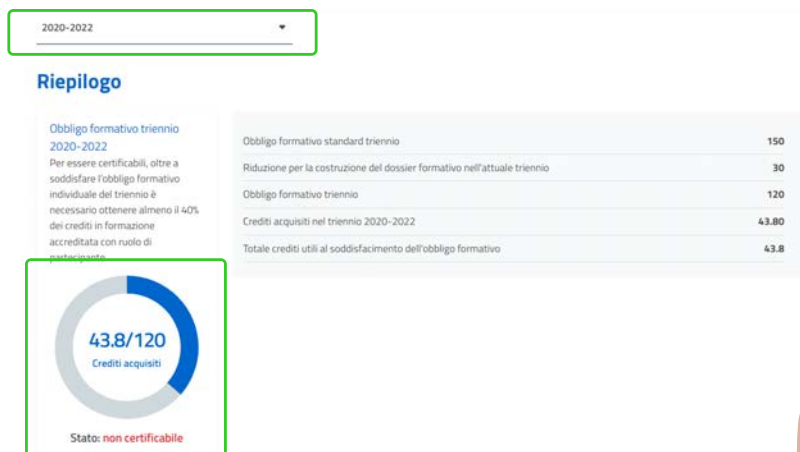 2020-2022
Riepilogo
Obbligo formativo triennio
2020-2022
Per essere certificabili, oltre a
soddisfare l'obbligo formativo
individuale del triennio è
necessario ottenere almeno il 40%
dei crediti in formazione
accreditata con ruolo di
partecipante
Obbligo formativo standard triennio 150
Riduzione per la costruzione del dossier formativo nell'attuale triennio 30
Obbligo formativo triennio 120
Crediti acquisiti nel triennio 2020-2022 43.80
Totale crediti utili al soddisfacimento dell'obbligo formativo 43.8
43.8/120
Crediti acquisiti
Stato: non certificabile